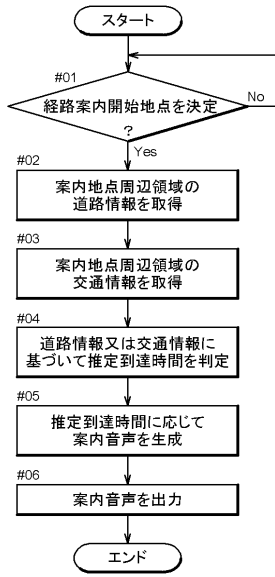 スタート
#01
経路案内開始地点を決定
?
No
Yes
#02
案内地点周辺領域の
道路情報を取得
#03
案内地点周辺領域の
交通情報を取得
#04
道路情報又は交通情報に
基づいて推定到達時間を判定
#05
推定到達時間に応じて
案内音声を生成
#06
案内音声を出力
エンド